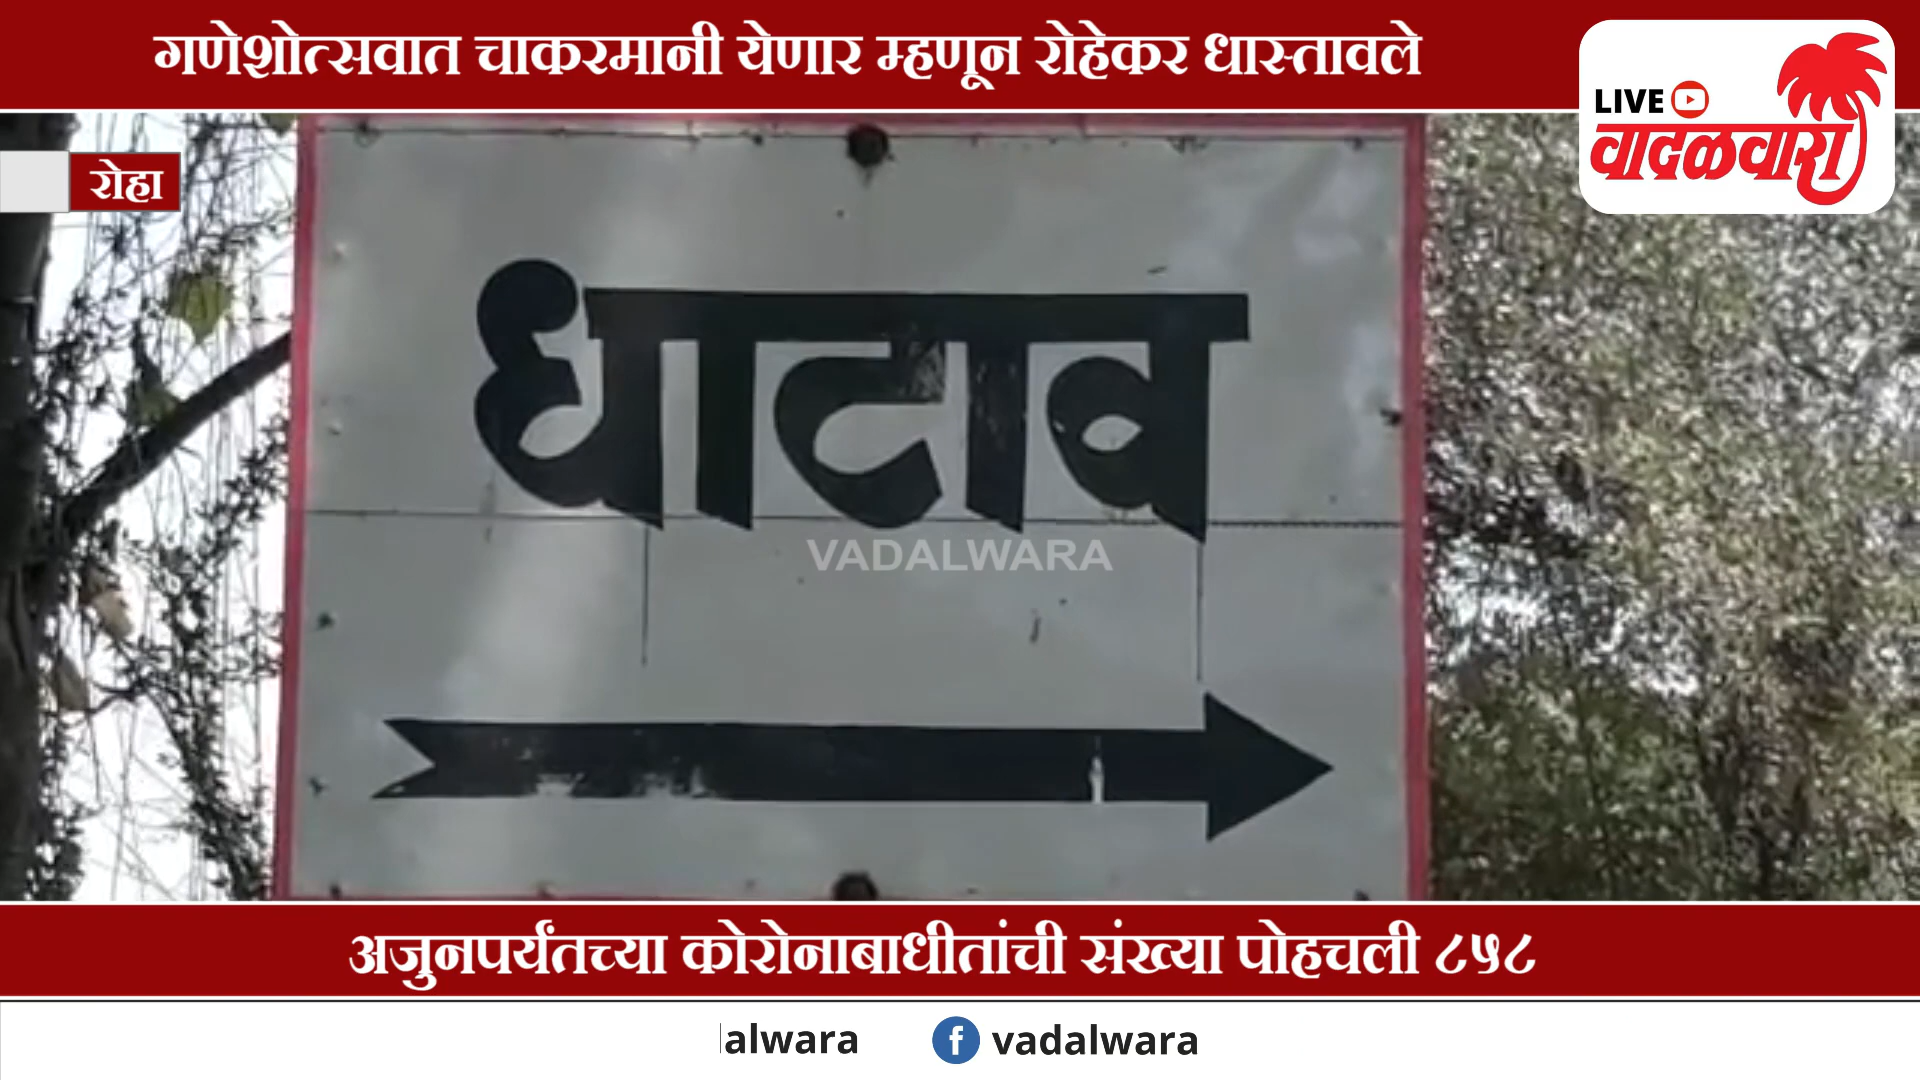 गणेशोत्सवात चाकरमानी येणार म्हणून रोहेकर धास्तावले
LIVE
वादळवारा
रोहा
धाटाव
VADALWARA
अजुनपर्यंतच्या कोरोनाबाधीतांची संख्या पोहचली ८५८
alwara
vadalwara